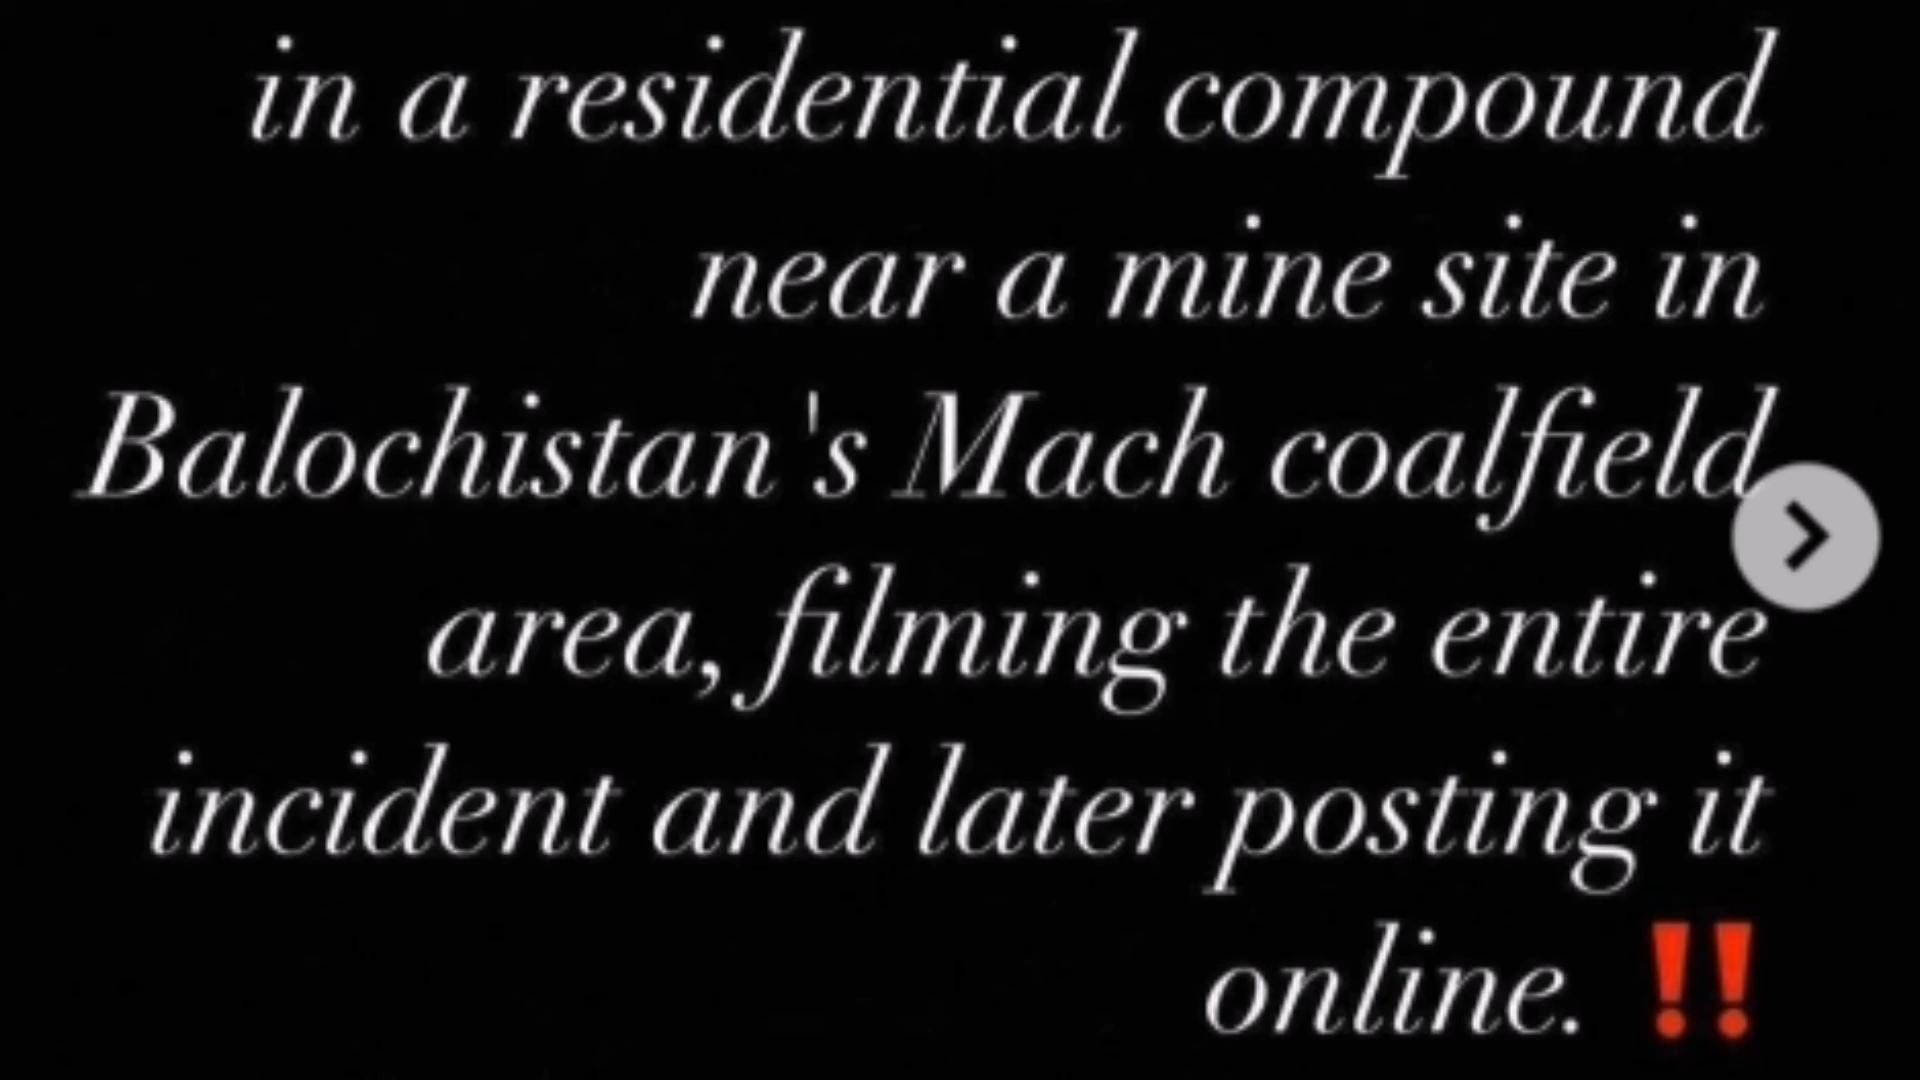 in a residential compound
near a mine site in
Balochistan's Mach coalfield
area, filming the entire
incident and later posting it
online. ‼️